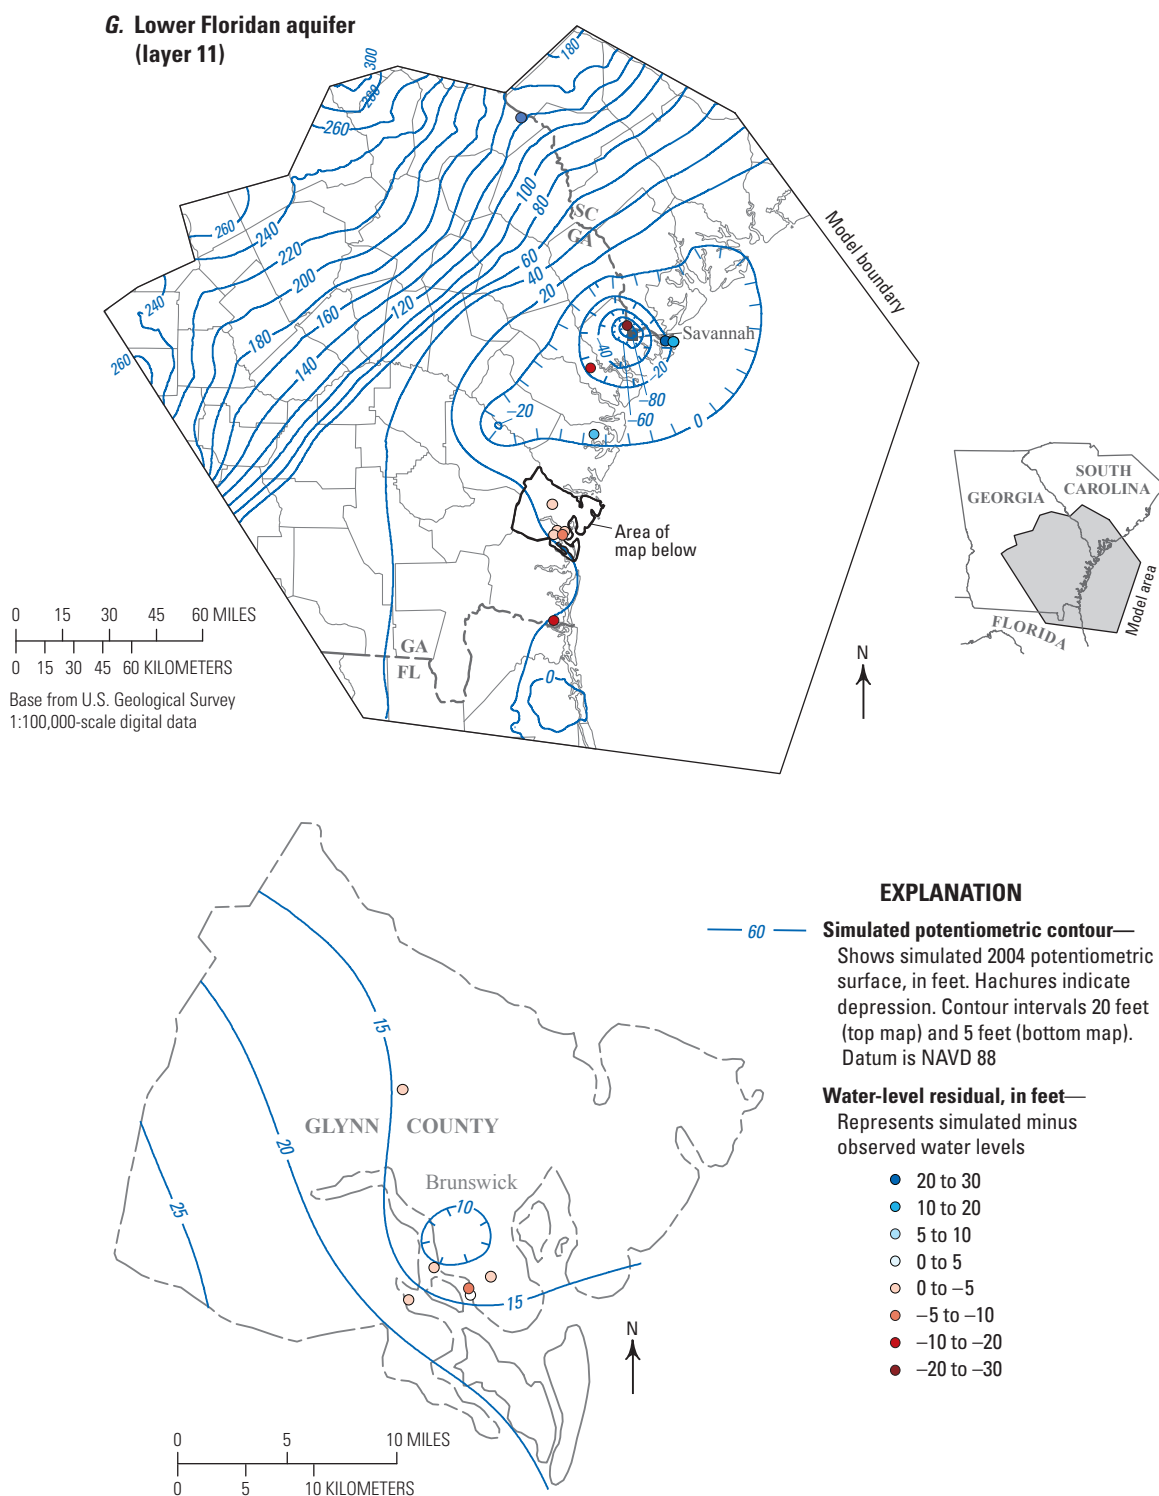 G. Lower Floridan aquifer
(layer 11)
300
280
260
180
260
240
220
200
180
160
140
120
100
80
60
40
20
240
260
SC
GA
Savannah
Model boundary
40
−20
−80
−60
0
−20
Area of
map below
GEORGIA
SOUTH
CAROLINA
FLORIDA
Model area
0 15 30 45 60 MILES
0 15 30 45 60 KILOMETERS
Base from U.S. Geological Survey
1:100,000-scale digital data
GA
FL
0
N
15
GLYNN COUNTY
20
25
Brunswick
10
15
N
0 5 10 MILES
0 5 10 KILOMETERS
EXPLANATION
60
Simulated potentiometric contour—
Shows simulated 2004 potentiometric
surface, in feet. Hachures indicate
depression. Contour intervals 20 feet
(top map) and 5 feet (bottom map).
Datum is NAVD 88
Water-level residual, in feet—
Represents simulated minus
observed water levels
20 to 30
10 to 20
5 to 10
0 to 5
0 to −5
−5 to −10
−10 to −20
−20 to −30